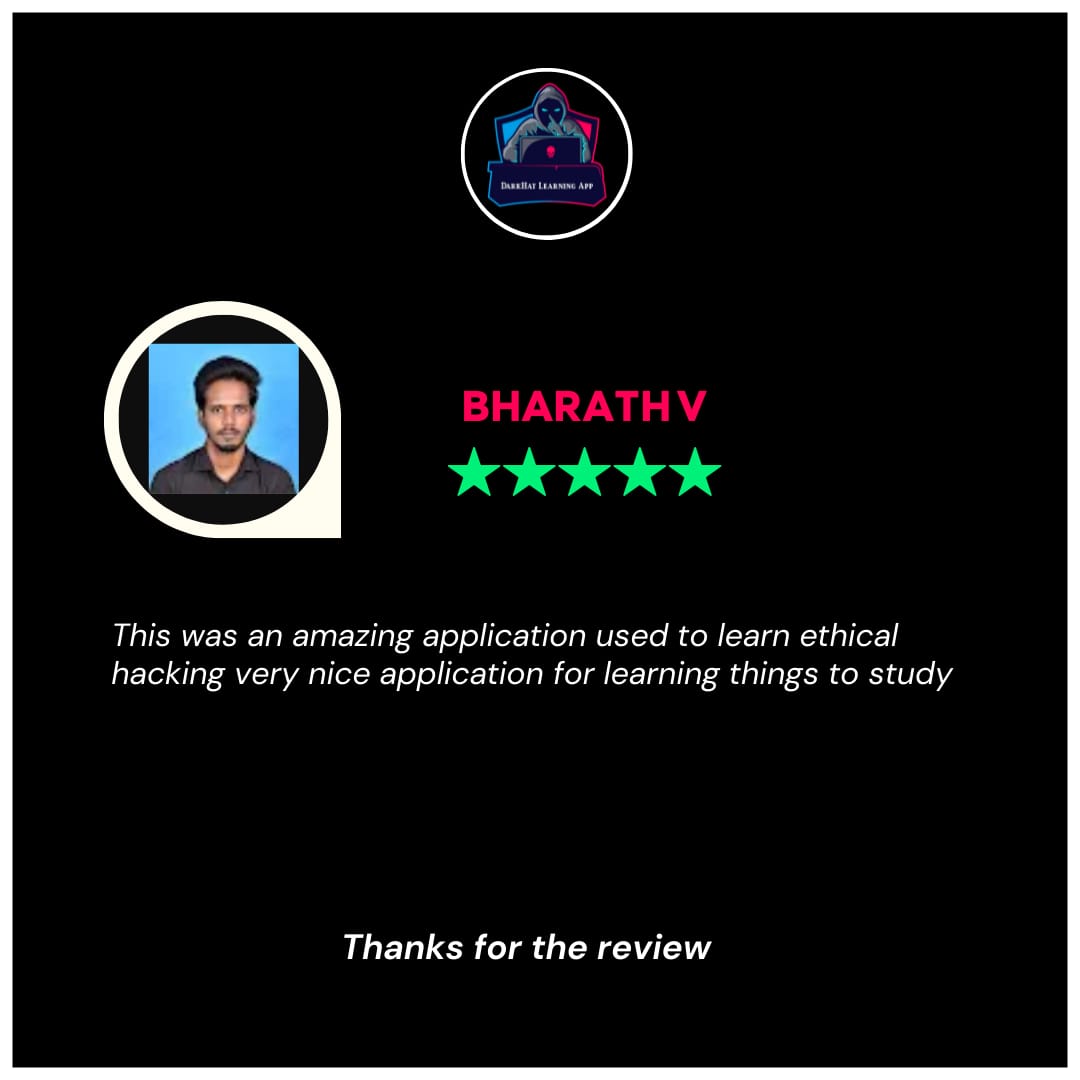 DarkHat Learning App
BHARATH V
This was an amazing application used to learn ethical
hacking very nice application for learning things to study
Thanks for the review